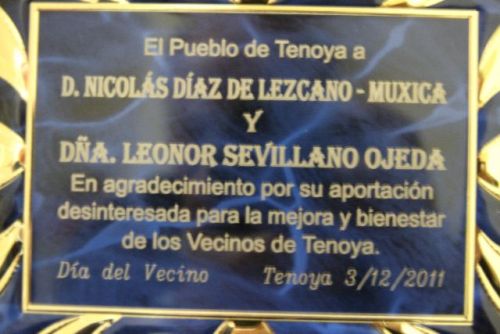 El Pueblo de Tenoya a
D. NICOLÁS DÍAZ DE LEZCANO - MUXICA
Y
DÑA. LEONOR SEVILLANO OJEDA
En agradecimiento por su aportación
desinteresada para la mejora y bienestar
de los Vecinos de Tenoya.
Día del Vecino Tenoya 3/12/2011